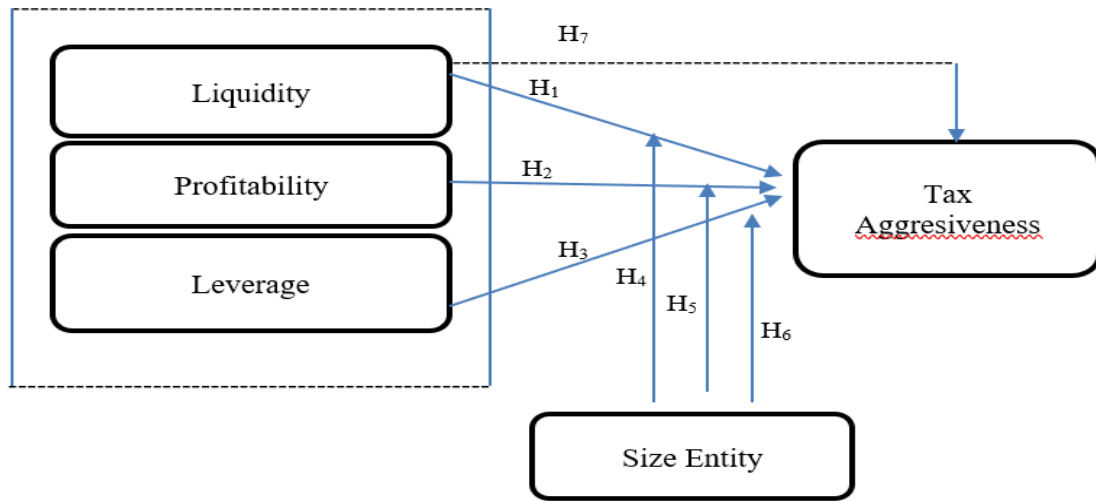 H₇
Liquidity
H₁
Profitability
H₂
Tax
Aggresiveness
Leverage
H₃
H₄
H₅
H₆
Size Entity